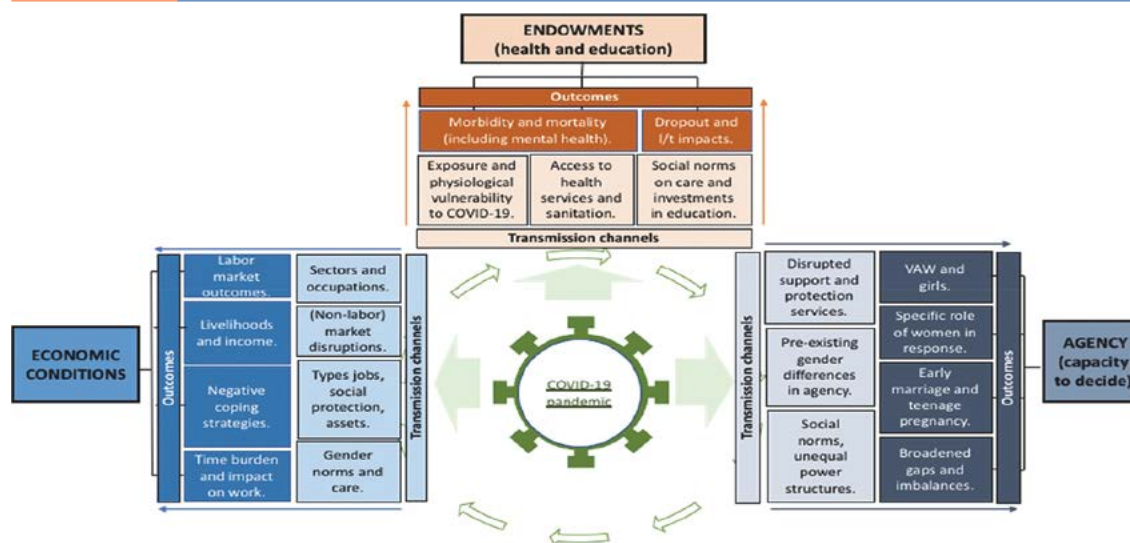 ENDOWMENTS
(health and education)
Outcomes
Morbidity and mortality
(including mental health).
Dropout and
l/t impacts.
Exposure and
physiological
vulnerability
to COVID-19.
Access to
health
services and
sanitation.
Social norms
on care and
investments
in education.
Transmission channels
ECONOMIC
CONDITIONS
Outcomes
Labor
market
outcomes.
Livelihoods
and income.
Negative
coping
strategies.
Time burden
and impact
on work.
Sectors and
occupations.
(Non-labor)
market
disruptions.
Types jobs,
social
protection,
assets.
Gender
norms and
care.
Transmission channels
COVID-19
pandemic
Transmission channels
Disrupted
support and
protection
services.
Pre-existing
gender
differences
in agency.
Social
norms,
unequal
power
structures.
VAW and
girls.
Specific role
of women in
response.
Early
marriage and
teenage
pregnancy.
Broadened
gaps and
imbalances.
Outcomes
AGENCY
(capacity
to decide)